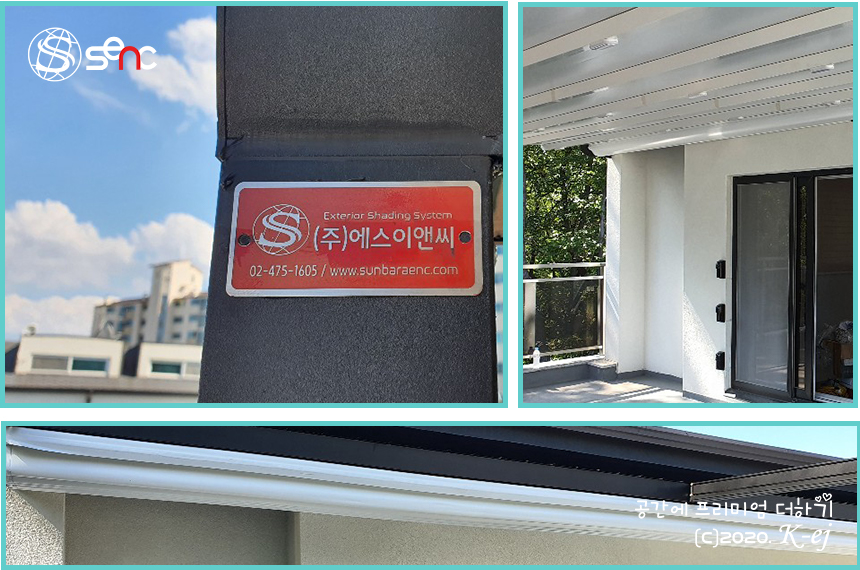 senc
Exterior Shading System
(주)에스이앤씨
02-475-1605 / www.sunbaraenc.com
공간에 프리미엄 더하기
(c)2020. K-ej